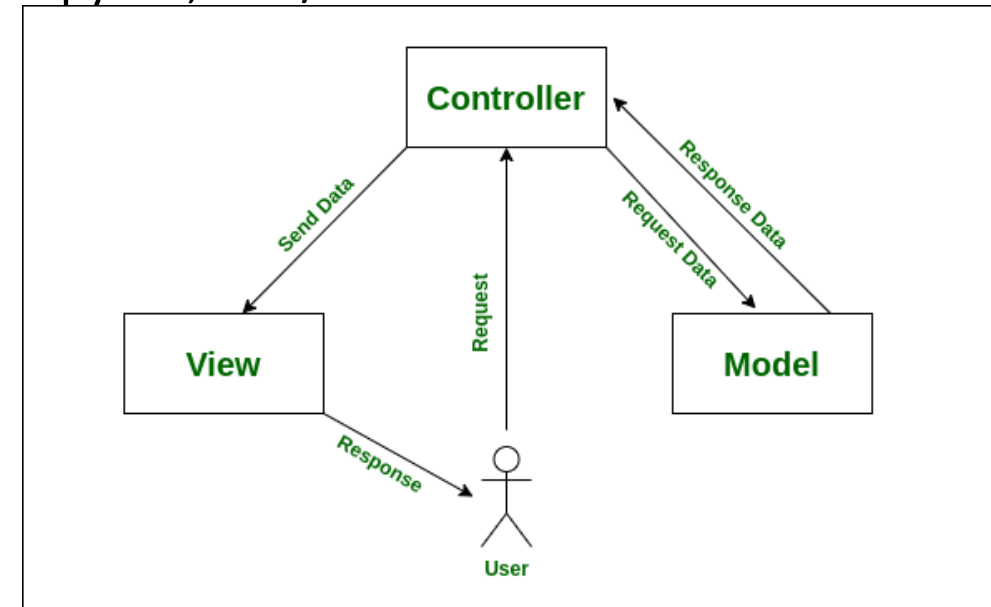 Controller
Send Data
Request
Request Data
Response Data
View
Model
Response
User